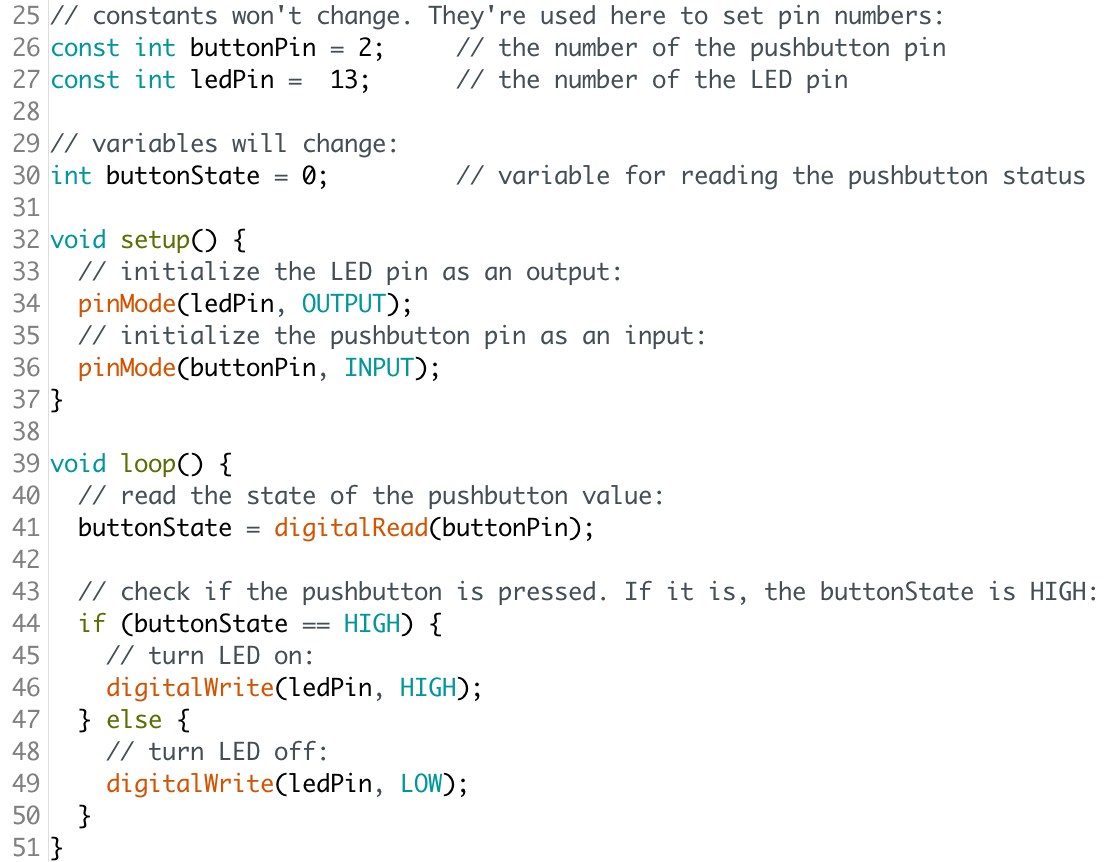 25 // constants won't change. They're used here to set pin numbers:
26 const int buttonPin = 2;     // the number of the pushbutton pin
27 const int ledPin =  13;      // the number of the LED pin
28
29 // variables will change:
30 int buttonState = 0;         // variable for reading the pushbutton status
31
32 void setup() {
33   // initialize the LED pin as an output:
34   pinMode(ledPin, OUTPUT);
35   // initialize the pushbutton pin as an input:
36   pinMode(buttonPin, INPUT);
37 }
38
39 void loop() {
40   // read the state of the pushbutton value:
41   buttonState = digitalRead(buttonPin);
42
43   // check if the pushbutton is pressed. If it is, the buttonState is HIGH:
44   if (buttonState == HIGH) {
45     // turn LED on:
46     digitalWrite(ledPin, HIGH);
47   } else {
48     // turn LED off:
49     digitalWrite(ledPin, LOW);
50   }
51 }